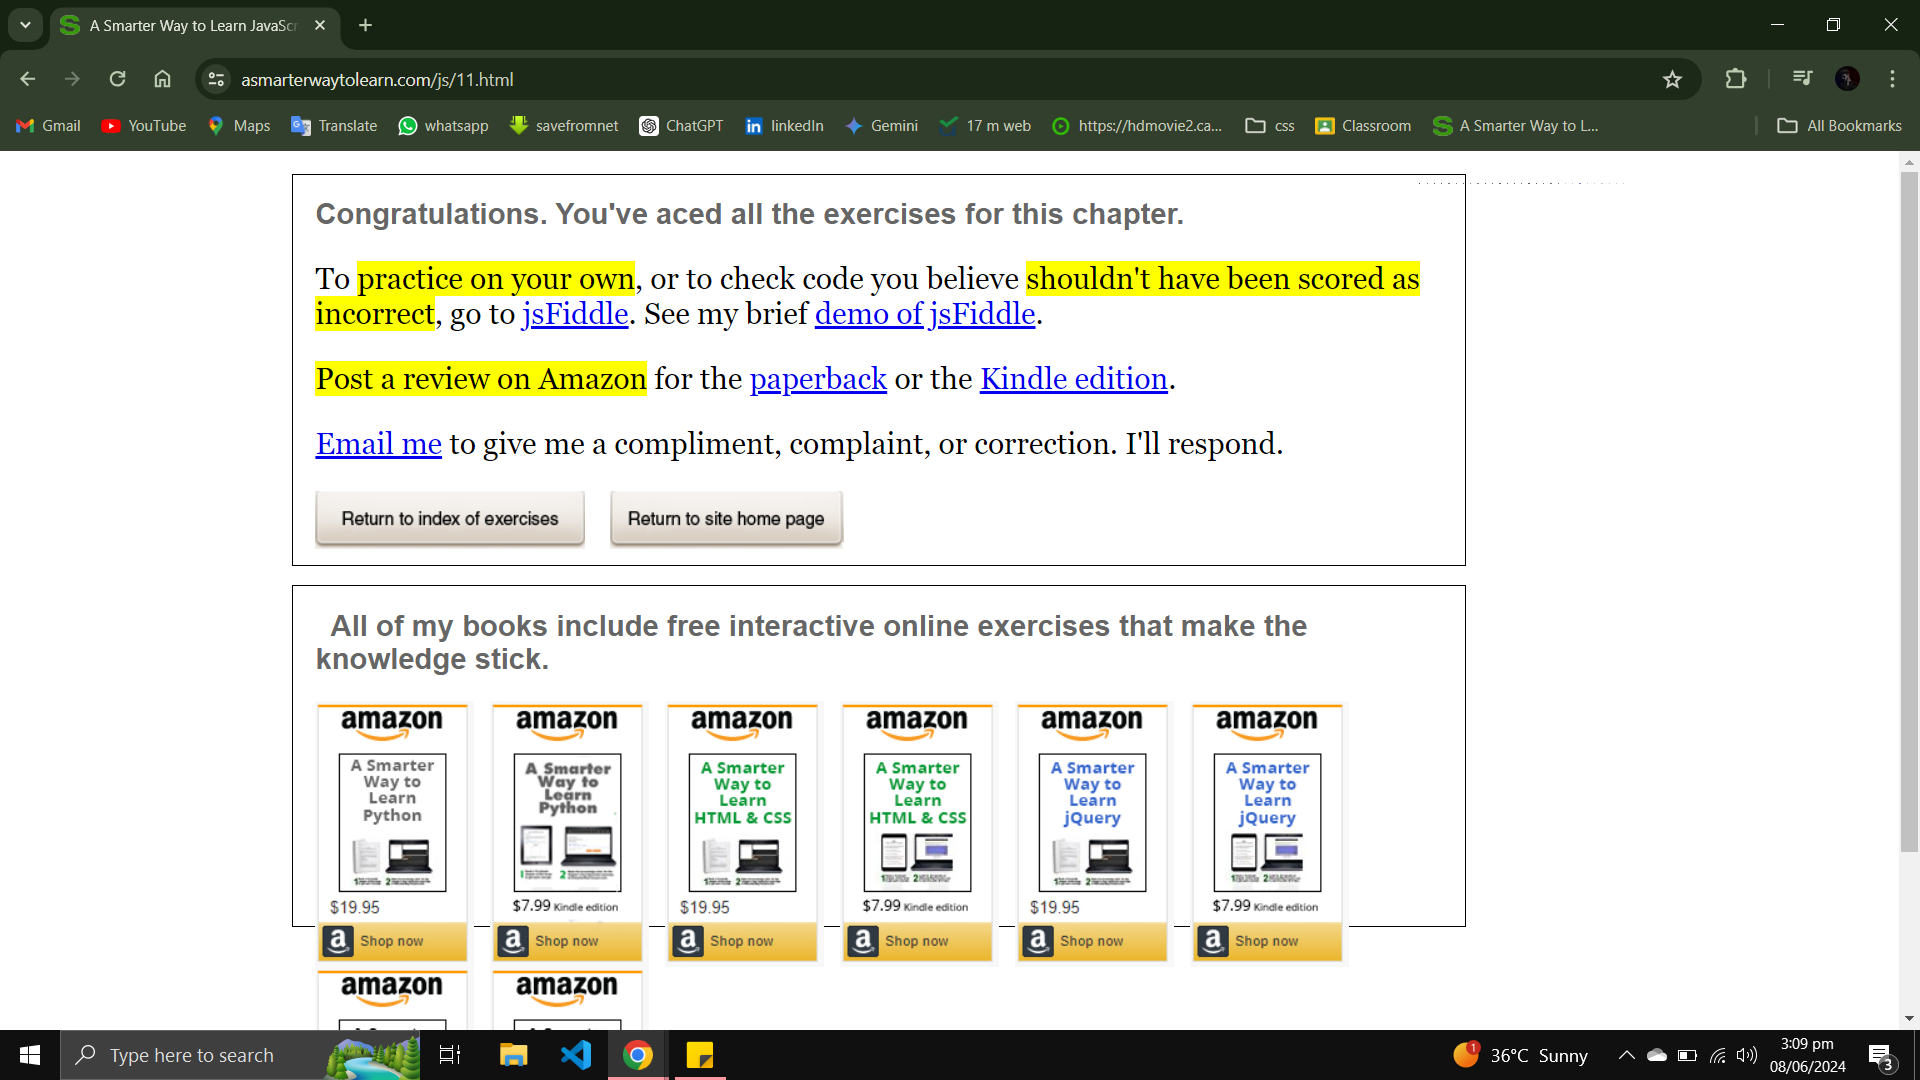 A Smarter Way to Learn JavaScr
asmarterwaytolearn.com/js/11.html
Gmail YouTube Maps Translate whatsapp savefromnet ChatGPT linkedIn Gemini 17 m web https://hdmovie2.ca... css Classroom A Smarter Way to L... All Bookmarks
Congratulations. You've aced all the exercises for this chapter.
To practice on your own, or to check code you believe shouldn't have been scored as
incorrect, go to jsFiddle. See my brief demo of jsFiddle.
Post a review on Amazon for the paperback or the Kindle edition.
Email me to give me a compliment, complaint, or correction. I'll respond.
Return to index of exercises Return to site home page
All of my books include free interactive online exercises that make the
knowledge stick.
amazon amazon amazon amazon amazon amazon
A Smarter A Smarter A Smarter A Smarter A Smarter A Smarter
Way to Way to Way to Way to Way to Way to
Learn Learn Learn Learn Learn Learn
Python Python HTML & CSS HTML & CSS jQuery jQuery
$19.95 $7.99 Kindle edition $19.95 $7.99 Kindle edition $19.95 $7.99 Kindle edition
a Shop now a Shop now a Shop now a Shop now a Shop now a Shop now
amazon amazon
Type here to search 1 36°C Sunny 3:09 pm
08/06/2024 3